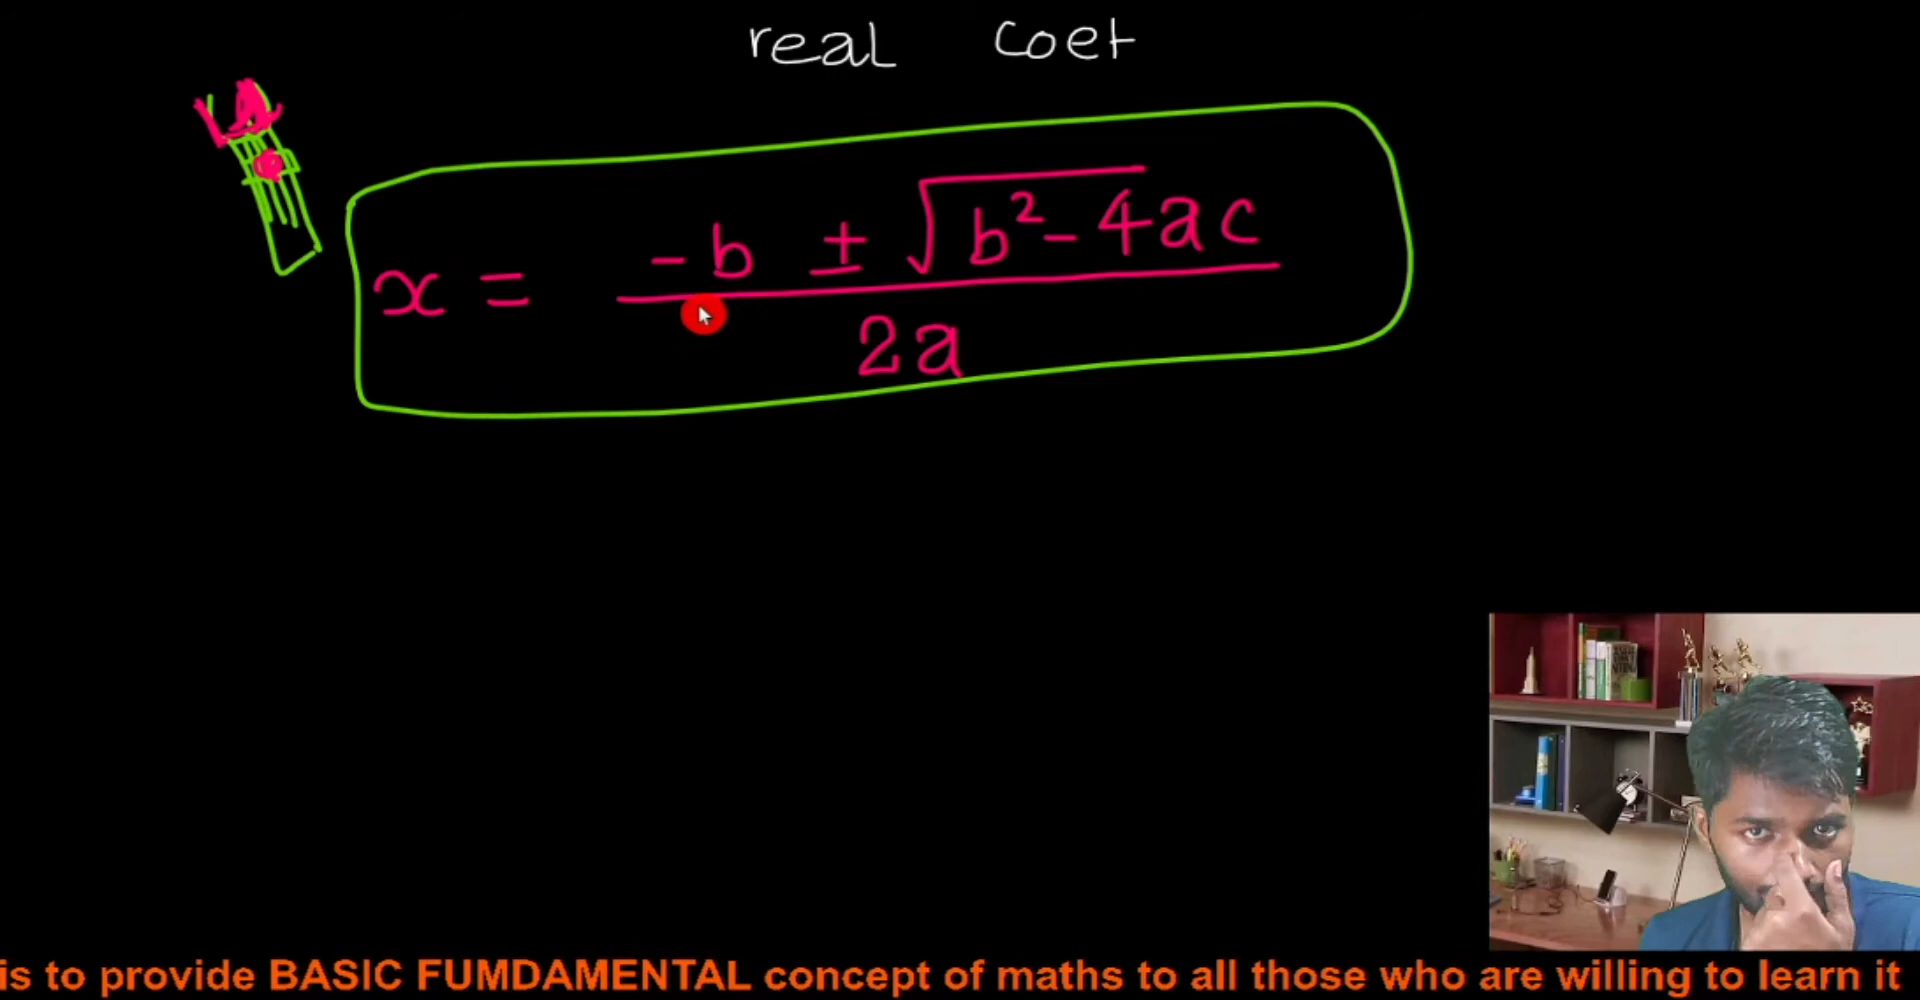 real coef
x = -b ± √b²-4ac
2a
is to provide BASIC FUMDAMENTAL concept of maths to all those who are willing to learn it